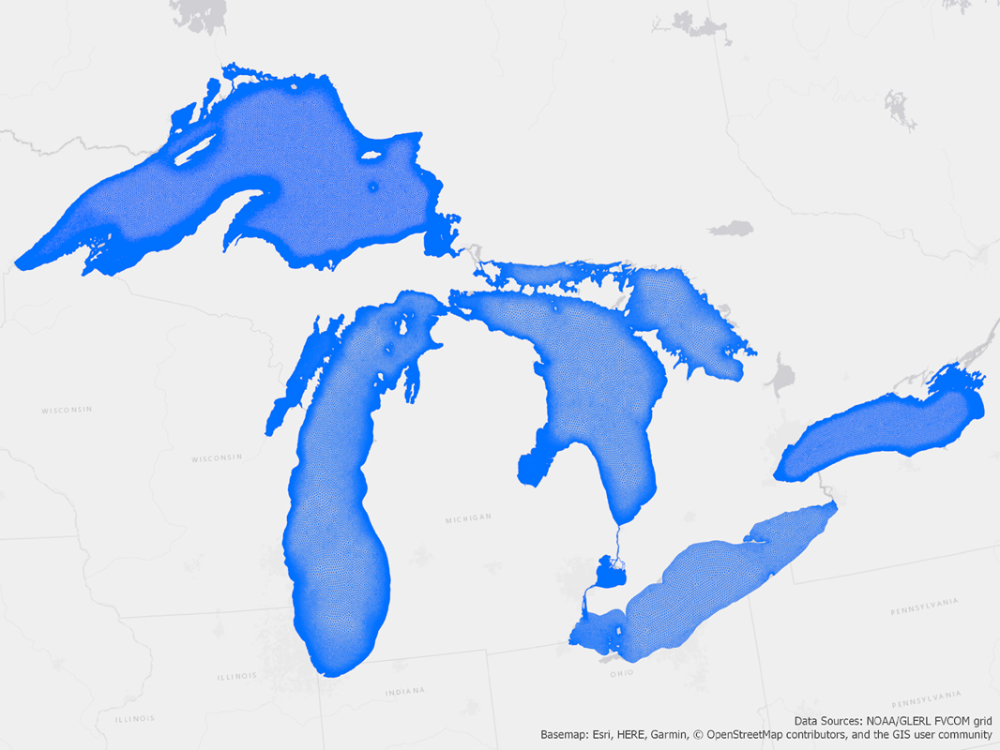 WISCONSIN
WISCONSIN
MICHIGAN
PENNSYLVANIA
ILLINOIS
OHIO
INDIANA
PENNSYLVANIA
ILLINOIS
Data Sources: NOAA/GLERL FVCOM grid
Basemap: Esri, HERE, Garmin, © OpenStreetMap contributors, and the GIS user community